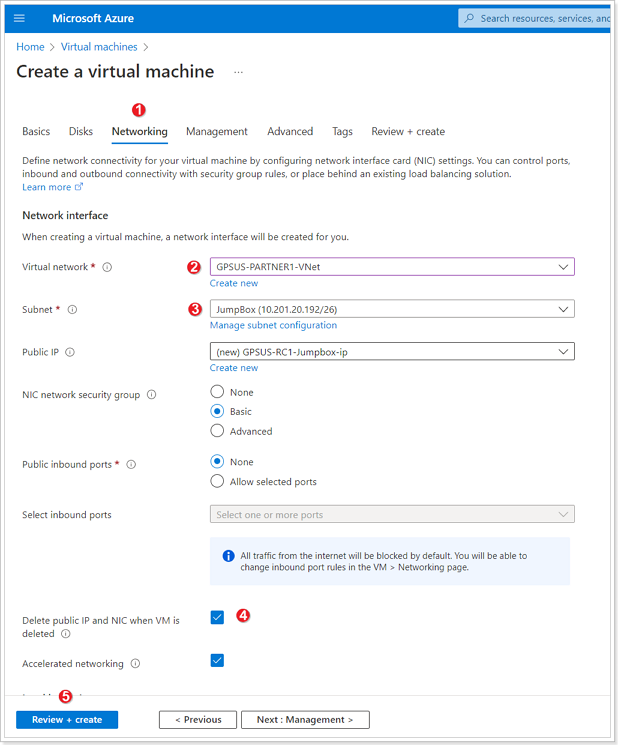 Microsoft Azure
Search resources, services, and
Home > Virtual machines >
Create a virtual machine ...
1
Basics Disks Networking Management Advanced Tags Review + create
Define network connectivity for your virtual machine by configuring network interface card (NIC) settings. You can control ports,
inbound and outbound connectivity with security group rules, or place behind an existing load balancing solution.
Learn more
Network interface
When creating a virtual machine, a network interface will be created for you.
Virtual network * 2 GPSUS-PARTNER1-VNet
Create new
Subnet * 3 JumpBox (10.201.20.192/26)
Manage subnet configuration
Public IP (new) GPSUS-RC1-Jumpbox-ip
Create new
NIC network security group None
Basic
Advanced
Public inbound ports * None
Allow selected ports
Select inbound ports Select one or more ports
All traffic from the internet will be blocked by default. You will be able to
change inbound port rules in the VM > Networking page.
Delete public IP and NIC when VM is 4
deleted
Accelerated networking
5
Review + create < Previous Next : Management >